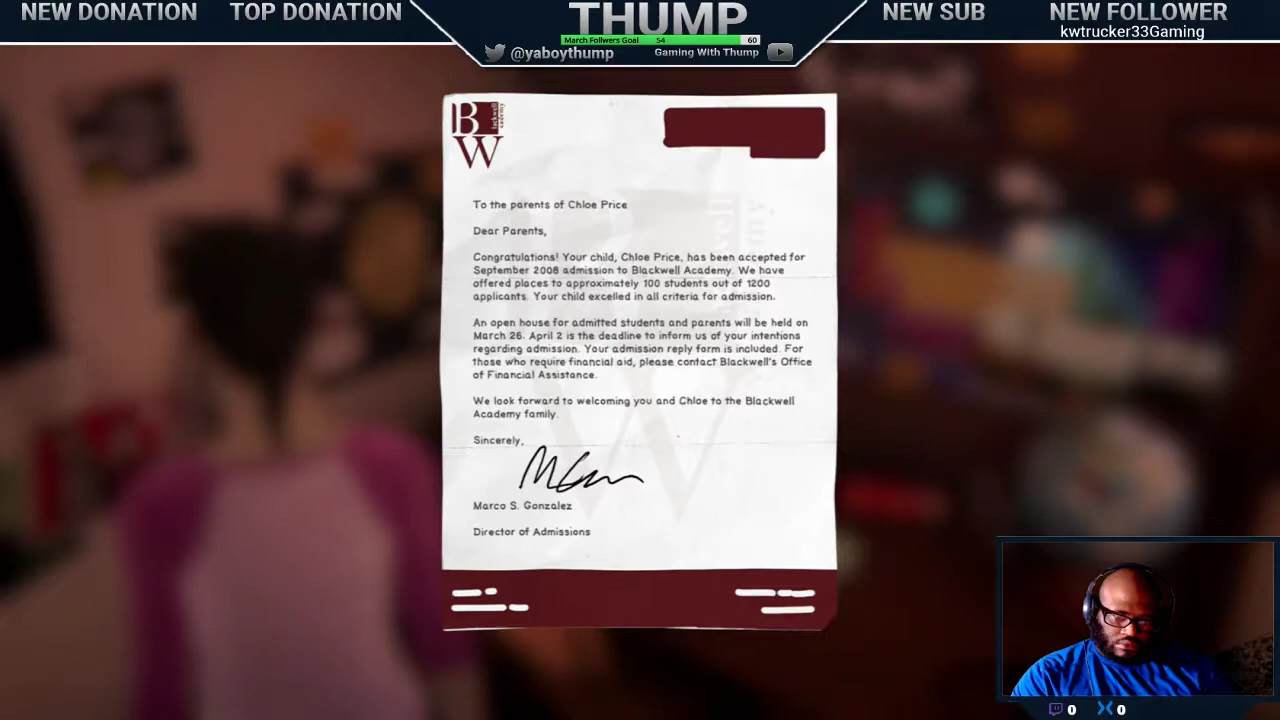 NEW DONATION
TOP DONATION
THUMP
March Follwers Goal 54 60
@yaboythump
Gaming With Thump
NEW SUB
NEW FOLLOWER
kwtrucker33Gaming
B
W
To the parents of Chloe Price
Dear Parents,
Congratulations! Your child, Chloe Price, has been accepted for
September 2008 admission to Blackwell Academy. We have
offered places to approximately 100 students out of 1200
applicants. Your child excelled in all criteria for admission.
An open house for admitted students and parents will be held on
March 26. April 2 is the deadline to inform us of your intentions
regarding admission. Your admission reply form is included. For
those who require financial aid, please contact Blackwell's Office
of Financial Assistance.
We look forward to welcoming you and Chloe to the Blackwell
Academy family.
Sincerely,
Marco S. Gonzalez
Director of Admissions
0
0